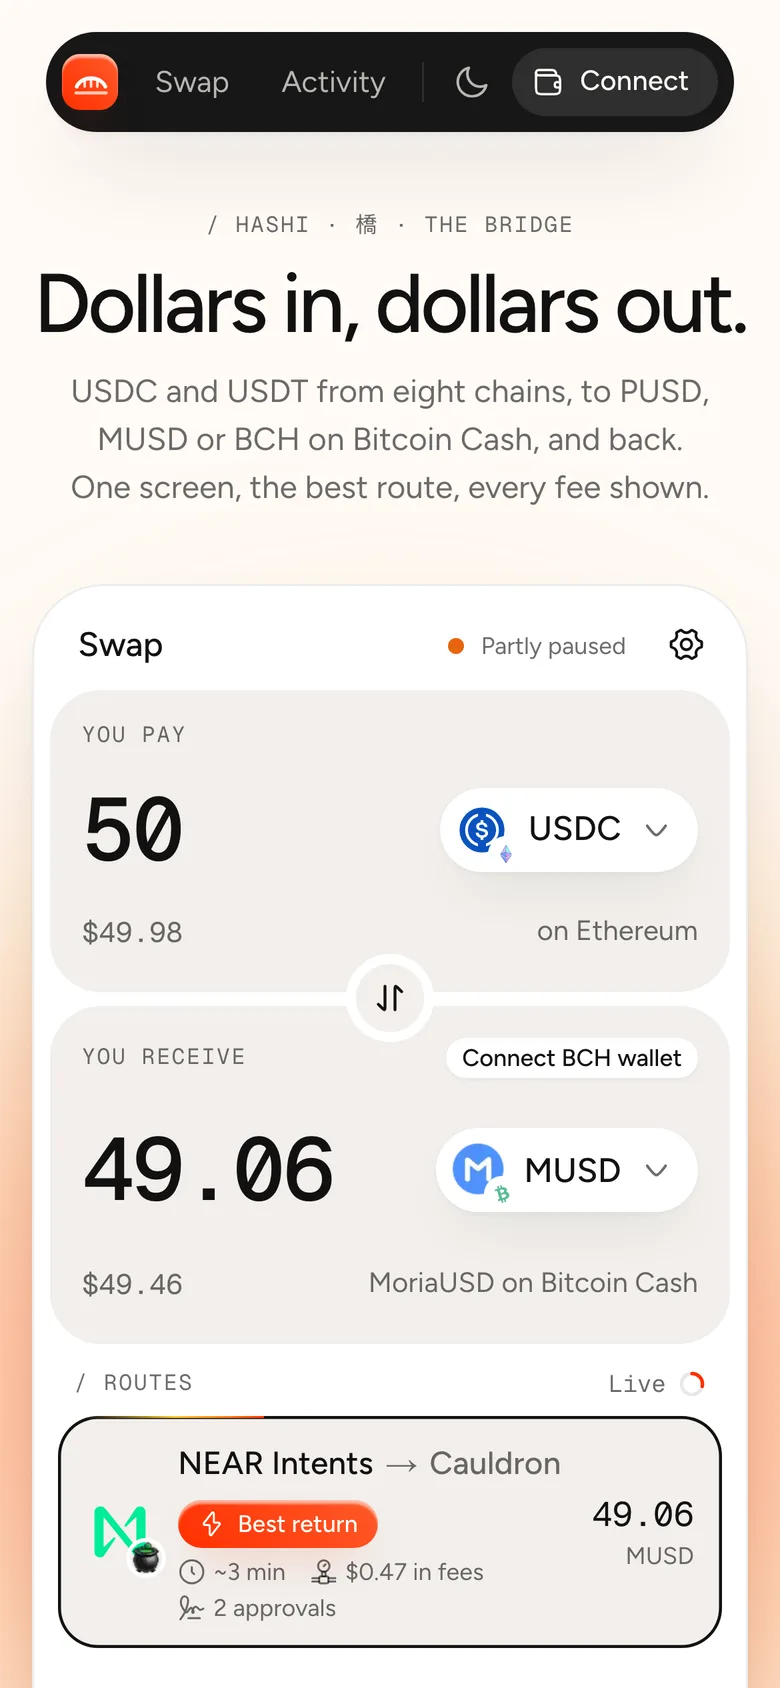 Swap Activity Connect
/ HASHI · 橋 · THE BRIDGE
Dollars in, dollars out.
USDC and USDT from eight chains, to PUSD,
MUSD or BCH on Bitcoin Cash, and back.
One screen, the best route, every fee shown.
Swap Partly paused
YOU PAY
50 USDC
$49.98 on Ethereum
YOU RECEIVE Connect BCH wallet
49.06 MUSD
$49.46 MoriaUSD on Bitcoin Cash
/ ROUTES Live
NEAR Intents → Cauldron
Best return 49.06
~3 min $0.47 in fees MUSD
2 approvals